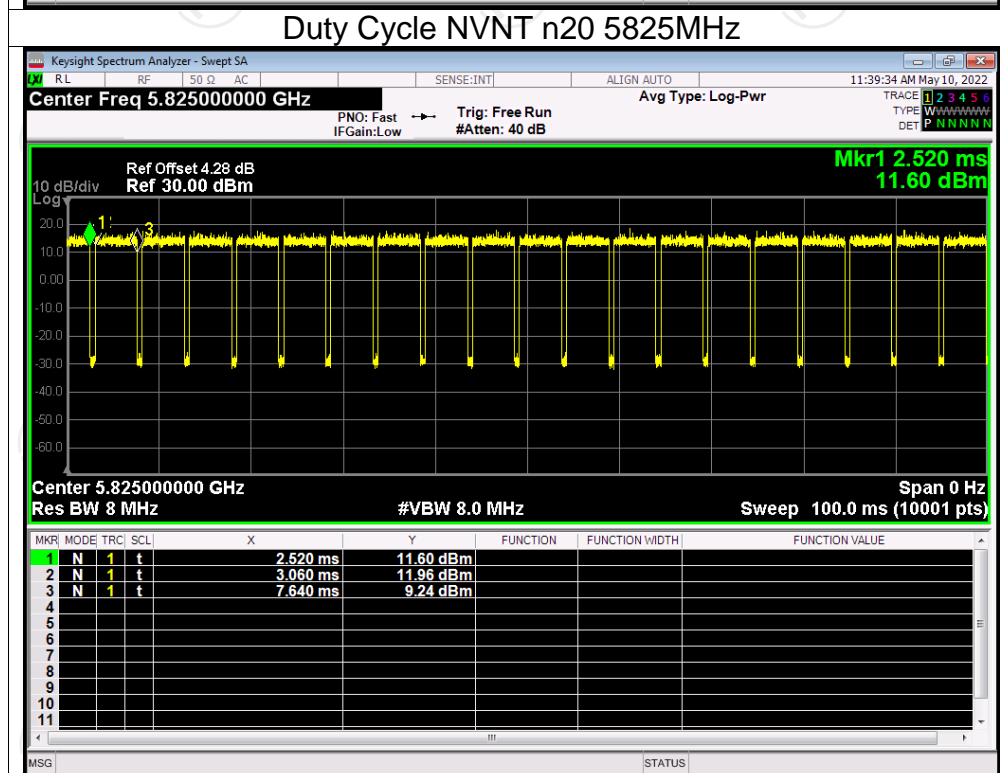 Duty Cycle NVNT n20 5825MHz
Keysight Spectrum Analyzer - Swept SA
LXI RL RF 50 Ω AC SENSE:INT ALIGN AUTO 11:39:34 AM May 10, 2022
Center Freq 5.825000000 GHz
PNO: Fast
IFGain:Low
Trig: Free Run
#Atten: 40 dB
Avg Type: Log-Pwr
TRACE 1 2 3 4 5 6
TYPE WWWWWW
DET P N N N N N
Mkr1 2.520 ms
11.60 dBm
Ref Offset 4.28 dB
10 dB/div Ref 30.00 dBm
Log
1
3
20.0
10.0
0.00
-10.0
-20.0
-30.0
-40.0
-50.0
-60.0
Center 5.825000000 GHz Span 0 Hz
Res BW 8 MHz #VBW 8.0 MHz Sweep 100.0 ms (10001 pts)
MKR MODE TRC SCL X Y FUNCTION FUNCTION WIDTH FUNCTION VALUE
1 N 1 t 2.520 ms 11.60 dBm
2 N 1 t 3.060 ms 11.96 dBm
3 N 1 t 7.640 ms 9.24 dBm
4
5
6
7
8
9
10
11
MSG STATUS